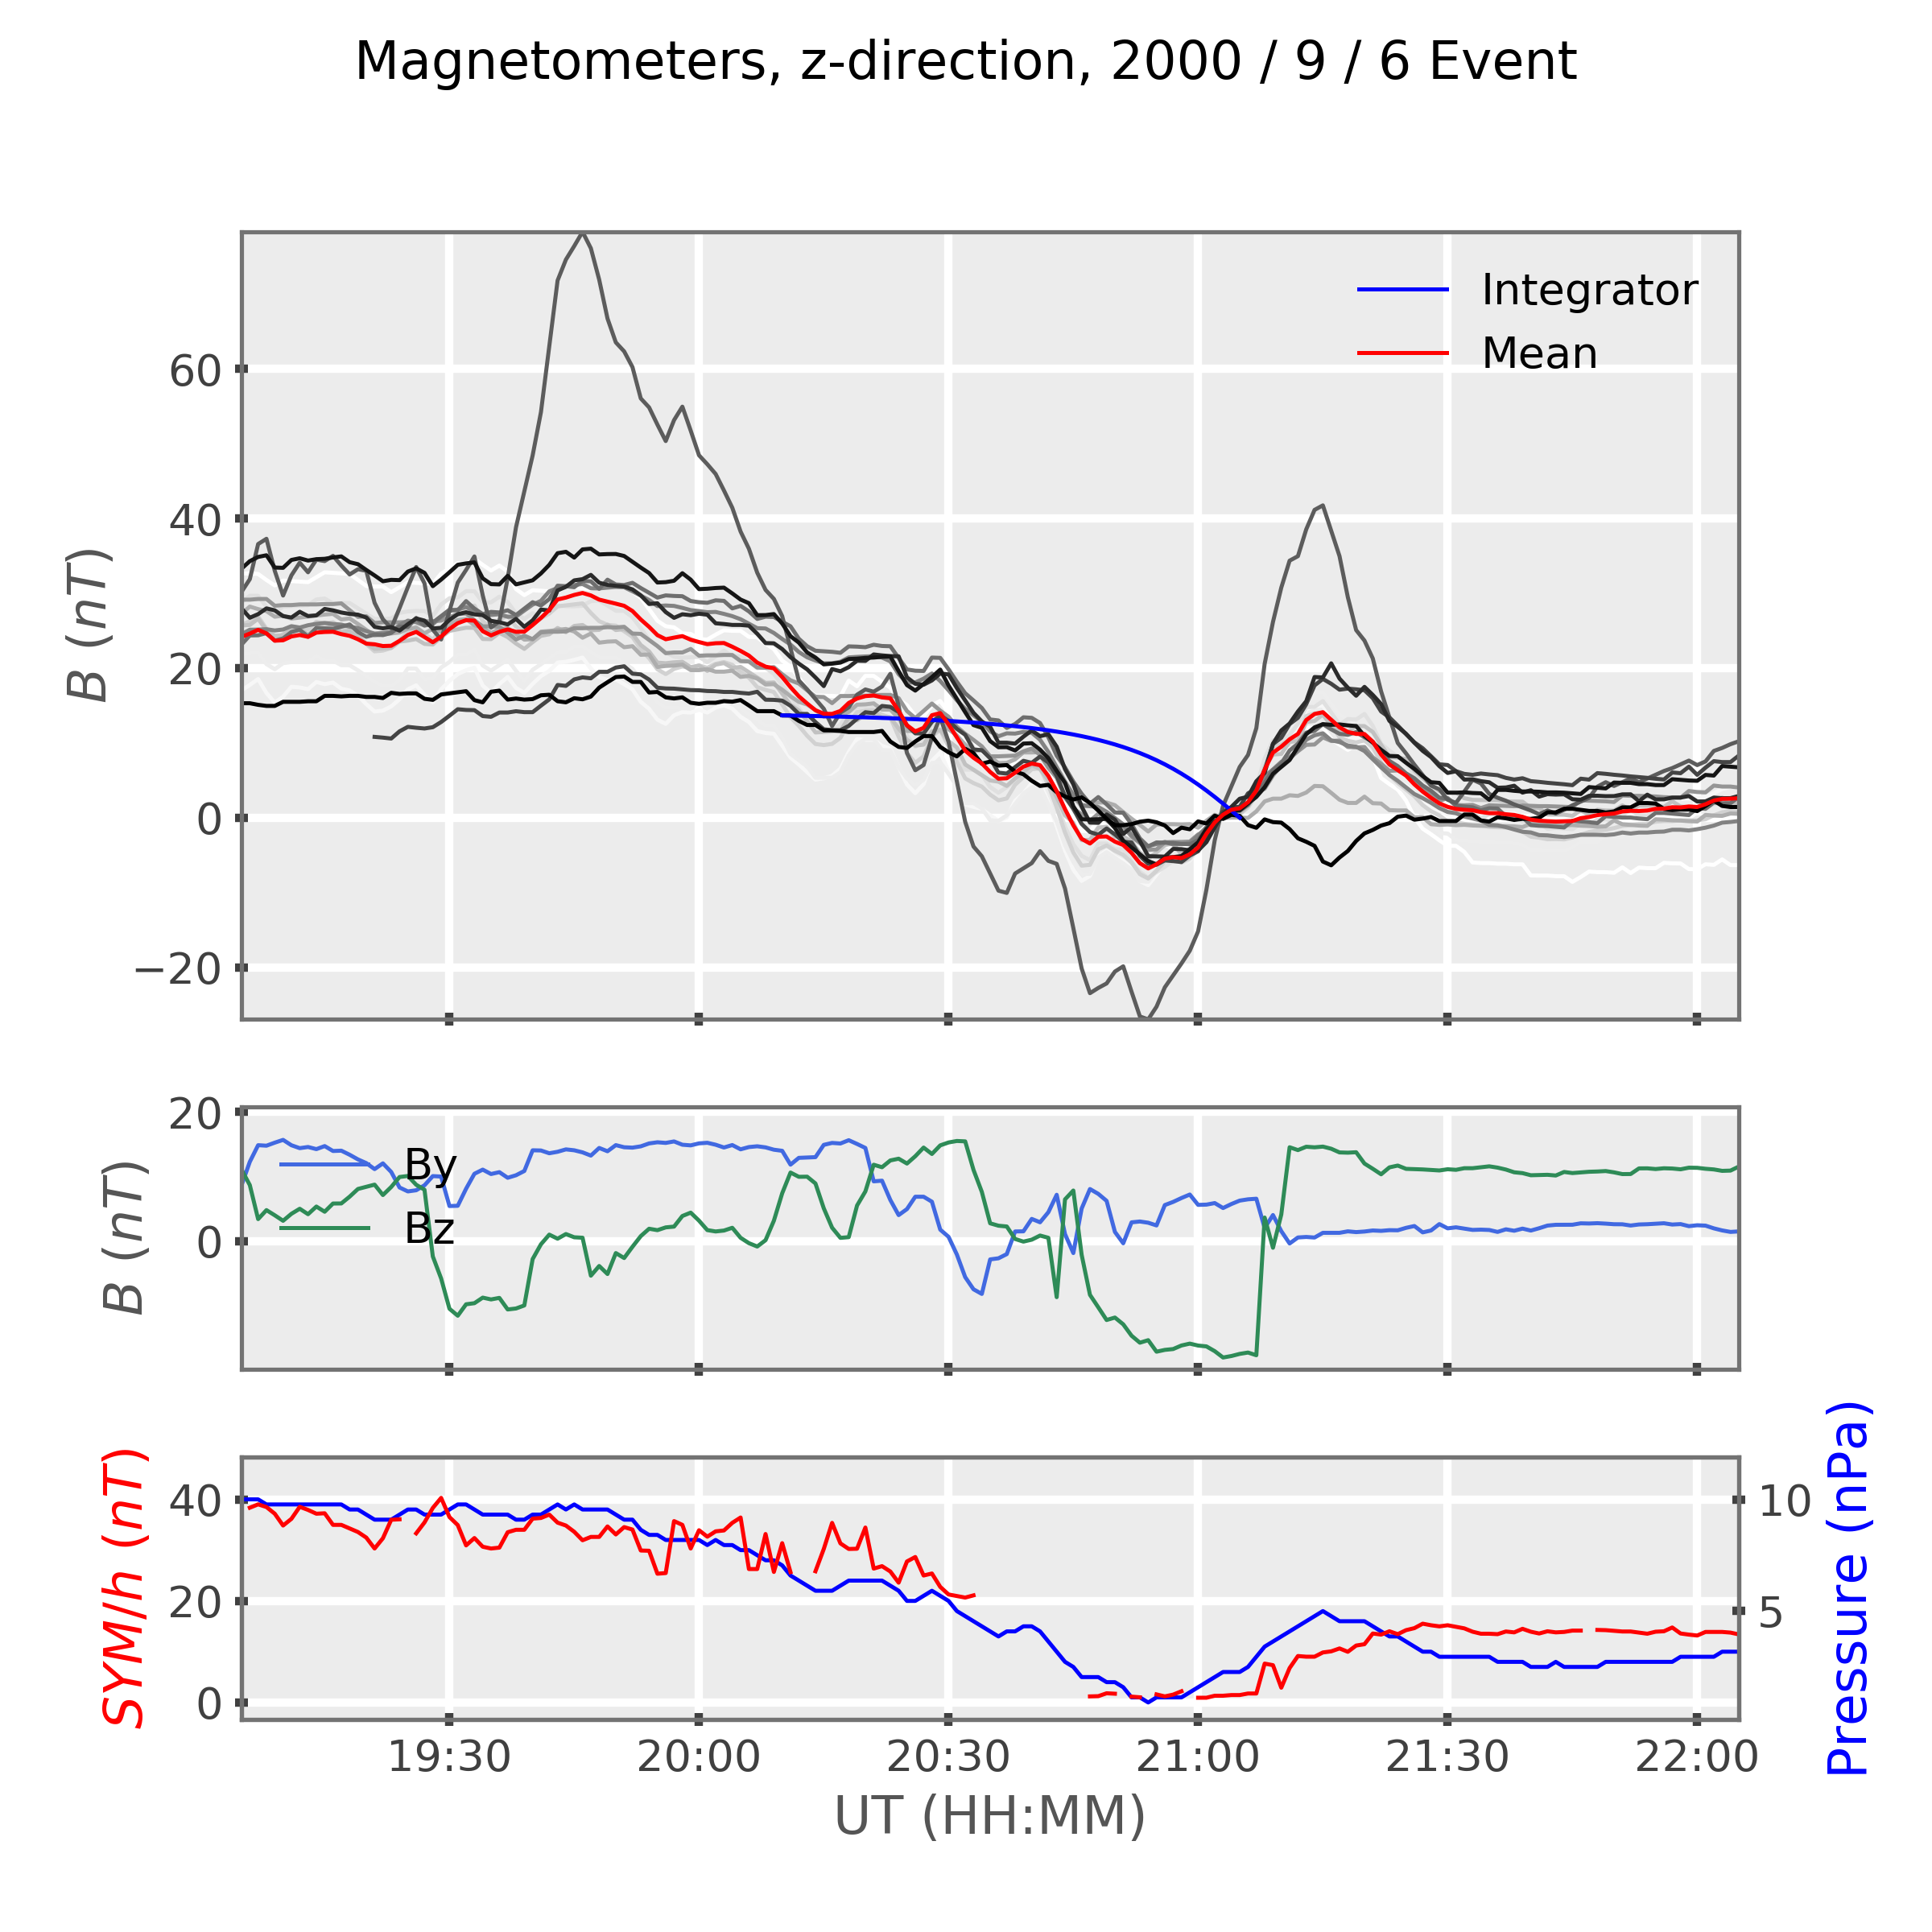 Magnetometers, z-direction, 2000 / 9 / 6 Event
B (nT)
60
40
20
0
−20
Integrator
Mean
B (nT)
20
0
By
Bz
SYM/h (nT)
40
20
0
10
5
Pressure (nPa)
19:30 20:00 20:30 21:00 21:30 22:00
UT (HH:MM)